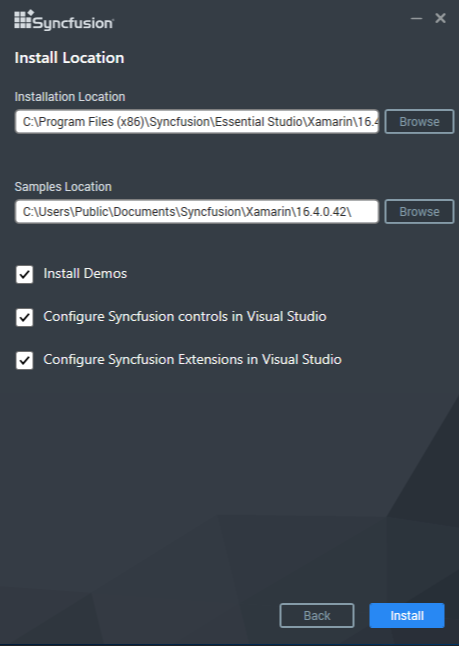 Syncfusion
Install Location
Installation Location
C:\Program Files (x86)\Syncfusion\Essential Studio\Xamarin\16.4
Browse
Samples Location
C:\Users\Public\Documents\Syncfusion\Xamarin\16.4.0.42\
Browse
Install Demos
Configure Syncfusion controls in Visual Studio
Configure Syncfusion Extensions in Visual Studio
Back
Install